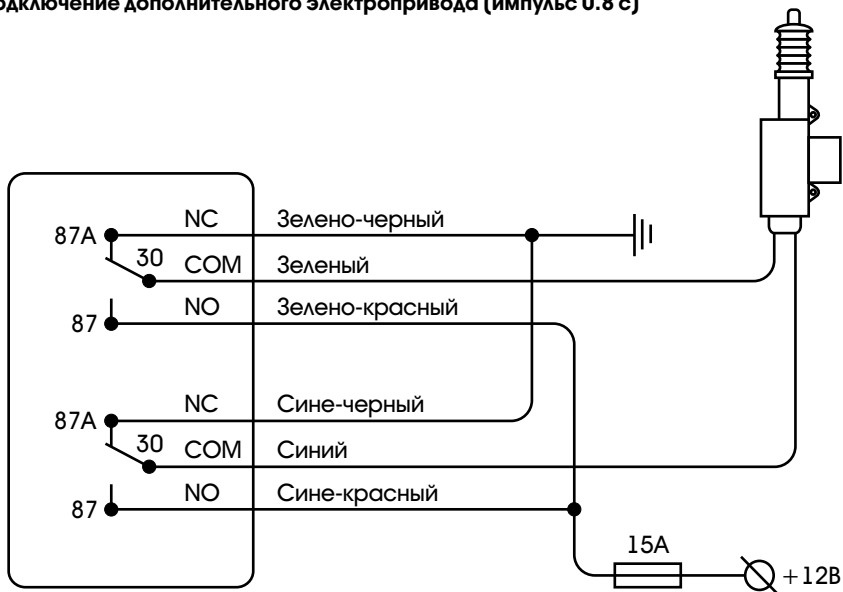 одключение дополнительного электропривода (импульс 0.8 с)
87A NC Зелено-черный
30 COM Зеленый
87 NO Зелено-красный
87A NC Сине-черный
30 COM Синий
87 NO Сине-красный
15A
+12В